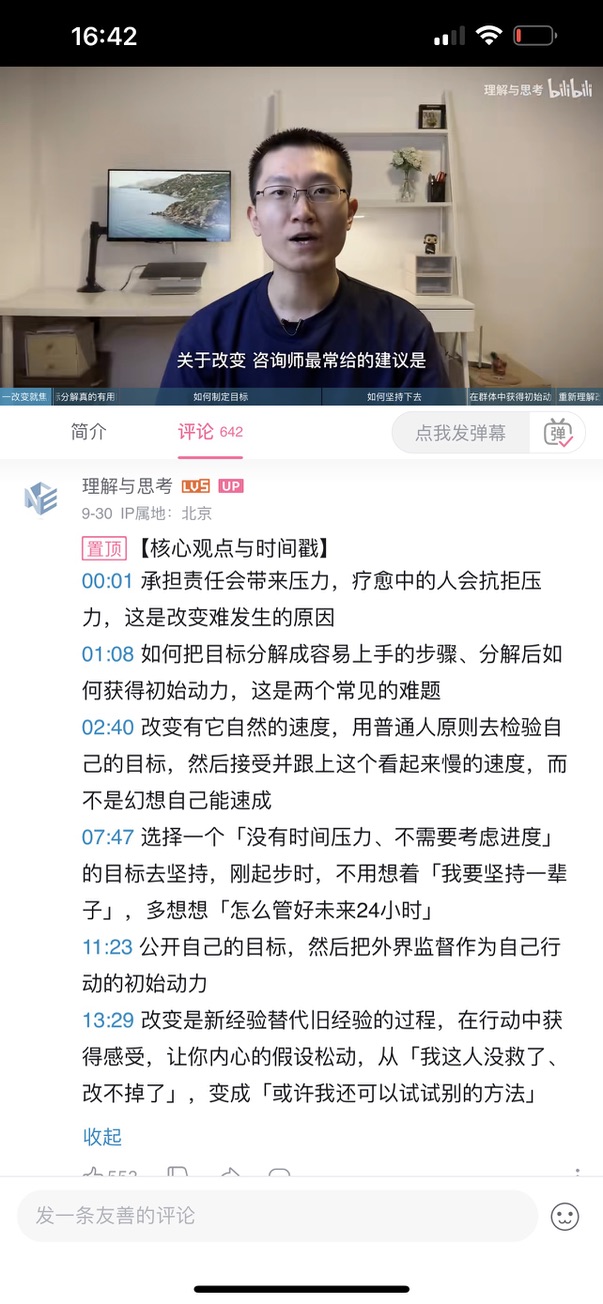 16:42
理解与思考 bilibili
关于改变 咨询师最常给的建议是
一改变就焦
分解真的有用
如何制定目标
如何坚持下去
在群体中获得初始动
重新理解
简介
评论 642
点我发弹幕
弹
理解与思考 LV5 UP
9-30 IP属地：北京
置顶 【核心观点与时间戳】
00:01 承担责任会带来压力，疗愈中的人会抗拒压
力，这是改变难发生的原因
01:08 如何把目标分解成容易上手的步骤、分解后如
何获得初始动力，这是两个常见的难题
02:40 改变有它自然的速度，用普通人原则去检验自
己的目标，然后接受并跟上这个看起来慢的速度，而
不是幻想自己能速成
07:47 选择一个「没有时间压力、不需要考虑进度」
的目标去坚持，刚起步时，不用想着「我要坚持一辈
子」，多想想「怎么管好未来24小时」
11:23 公开自己的目标，然后把外界监督作为自己行
动的初始动力
13:29 改变是新经验替代旧经验的过程，在行动中获
得感受，让你内心的假设松动，从「我这人没救了、
改不掉了」，变成「或许我还可以试试别的方法」
收起
发一条友善的评论